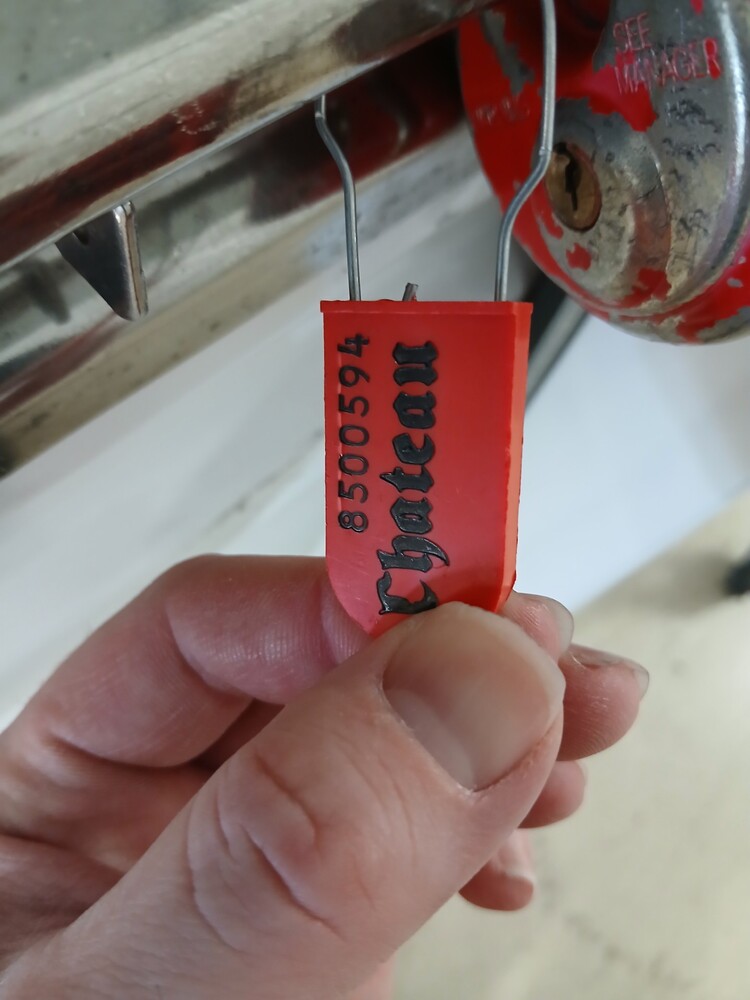 8500594
Chateau
SEE
MANAGER